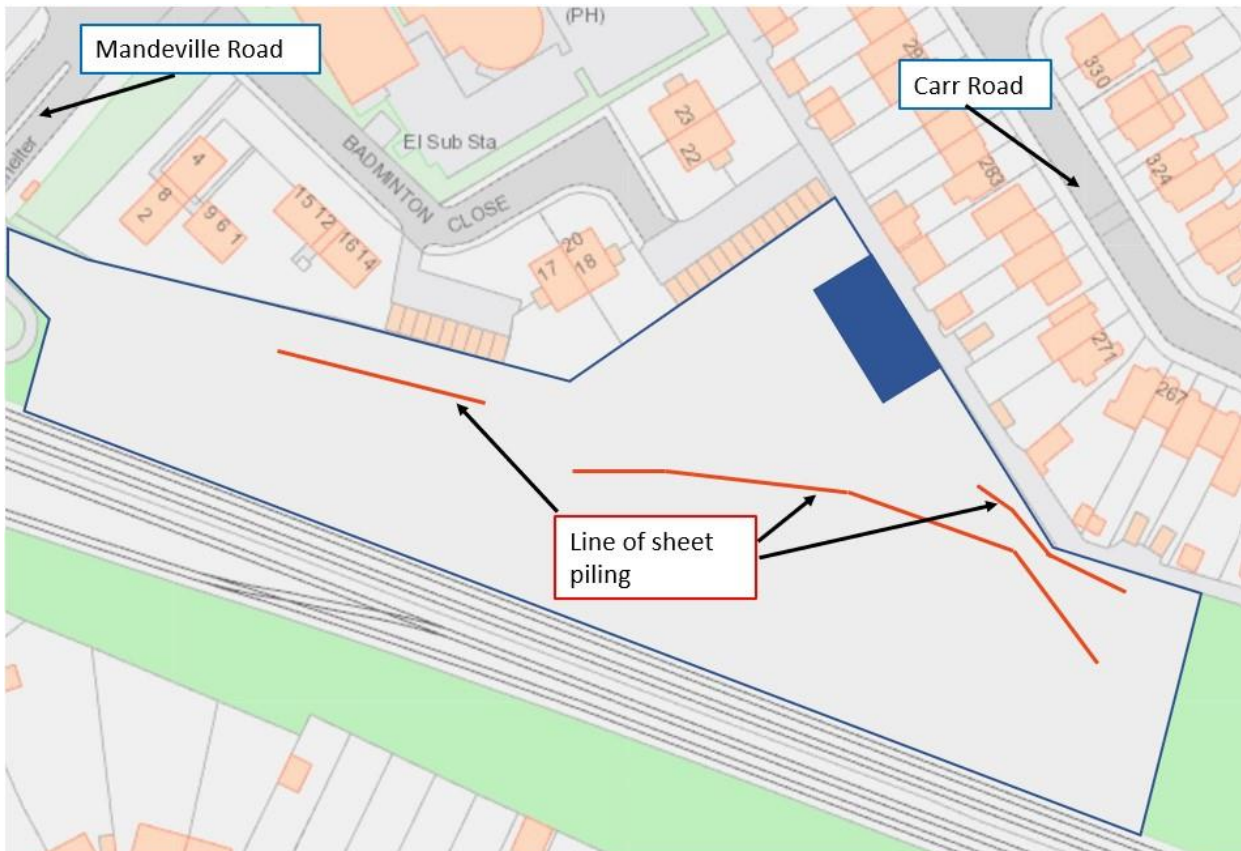 (PH)
Mandeville Road
Carr Road
330
324
283
271
267
El Sub Sta
BADMINTON
CLOSE
23
22
4
8
2
9 6 1
15 12
16 14
17
20
18
Line of sheet
piling